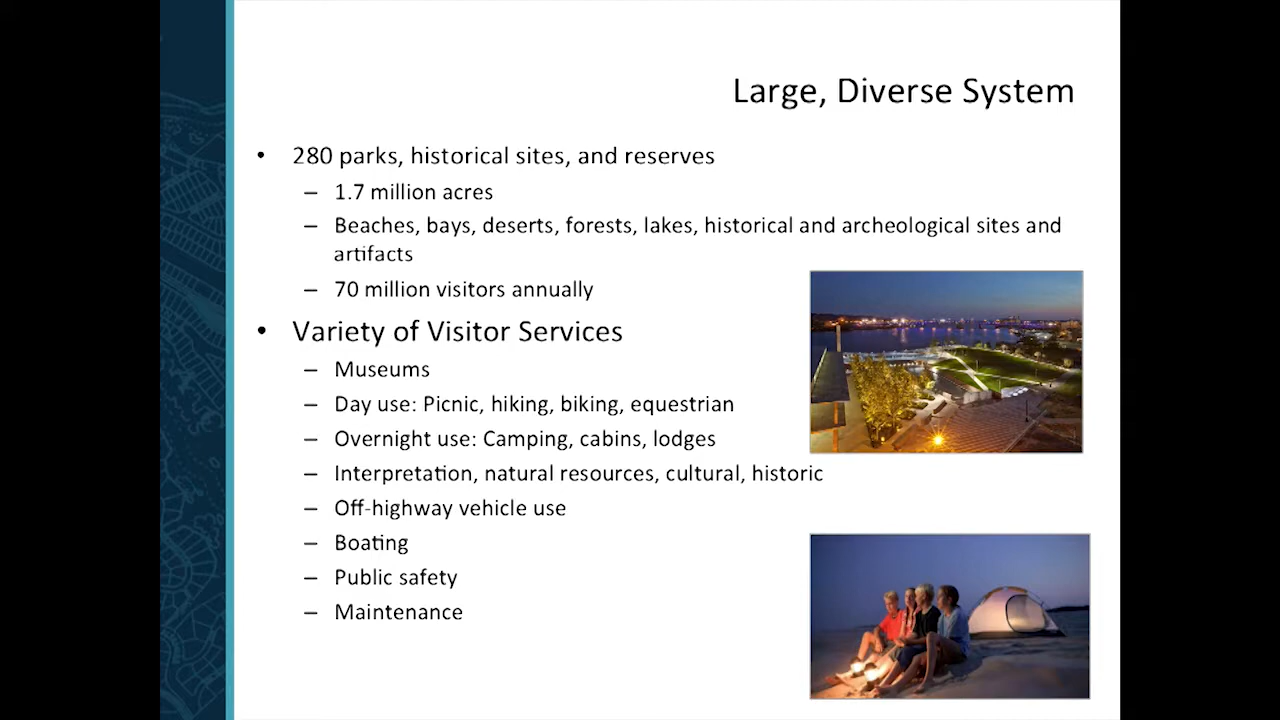 Large, Diverse System
• 280 parks, historical sites, and reserves
– 1.7 million acres
– Beaches, bays, deserts, forests, lakes, historical and archeological sites and
artifacts
– 70 million visitors annually
• Variety of Visitor Services
– Museums
– Day use: Picnic, hiking, biking, equestrian
– Overnight use: Camping, cabins, lodges
– Interpretation, natural resources, cultural, historic
– Off-highway vehicle use
– Boating
– Public safety
– Maintenance